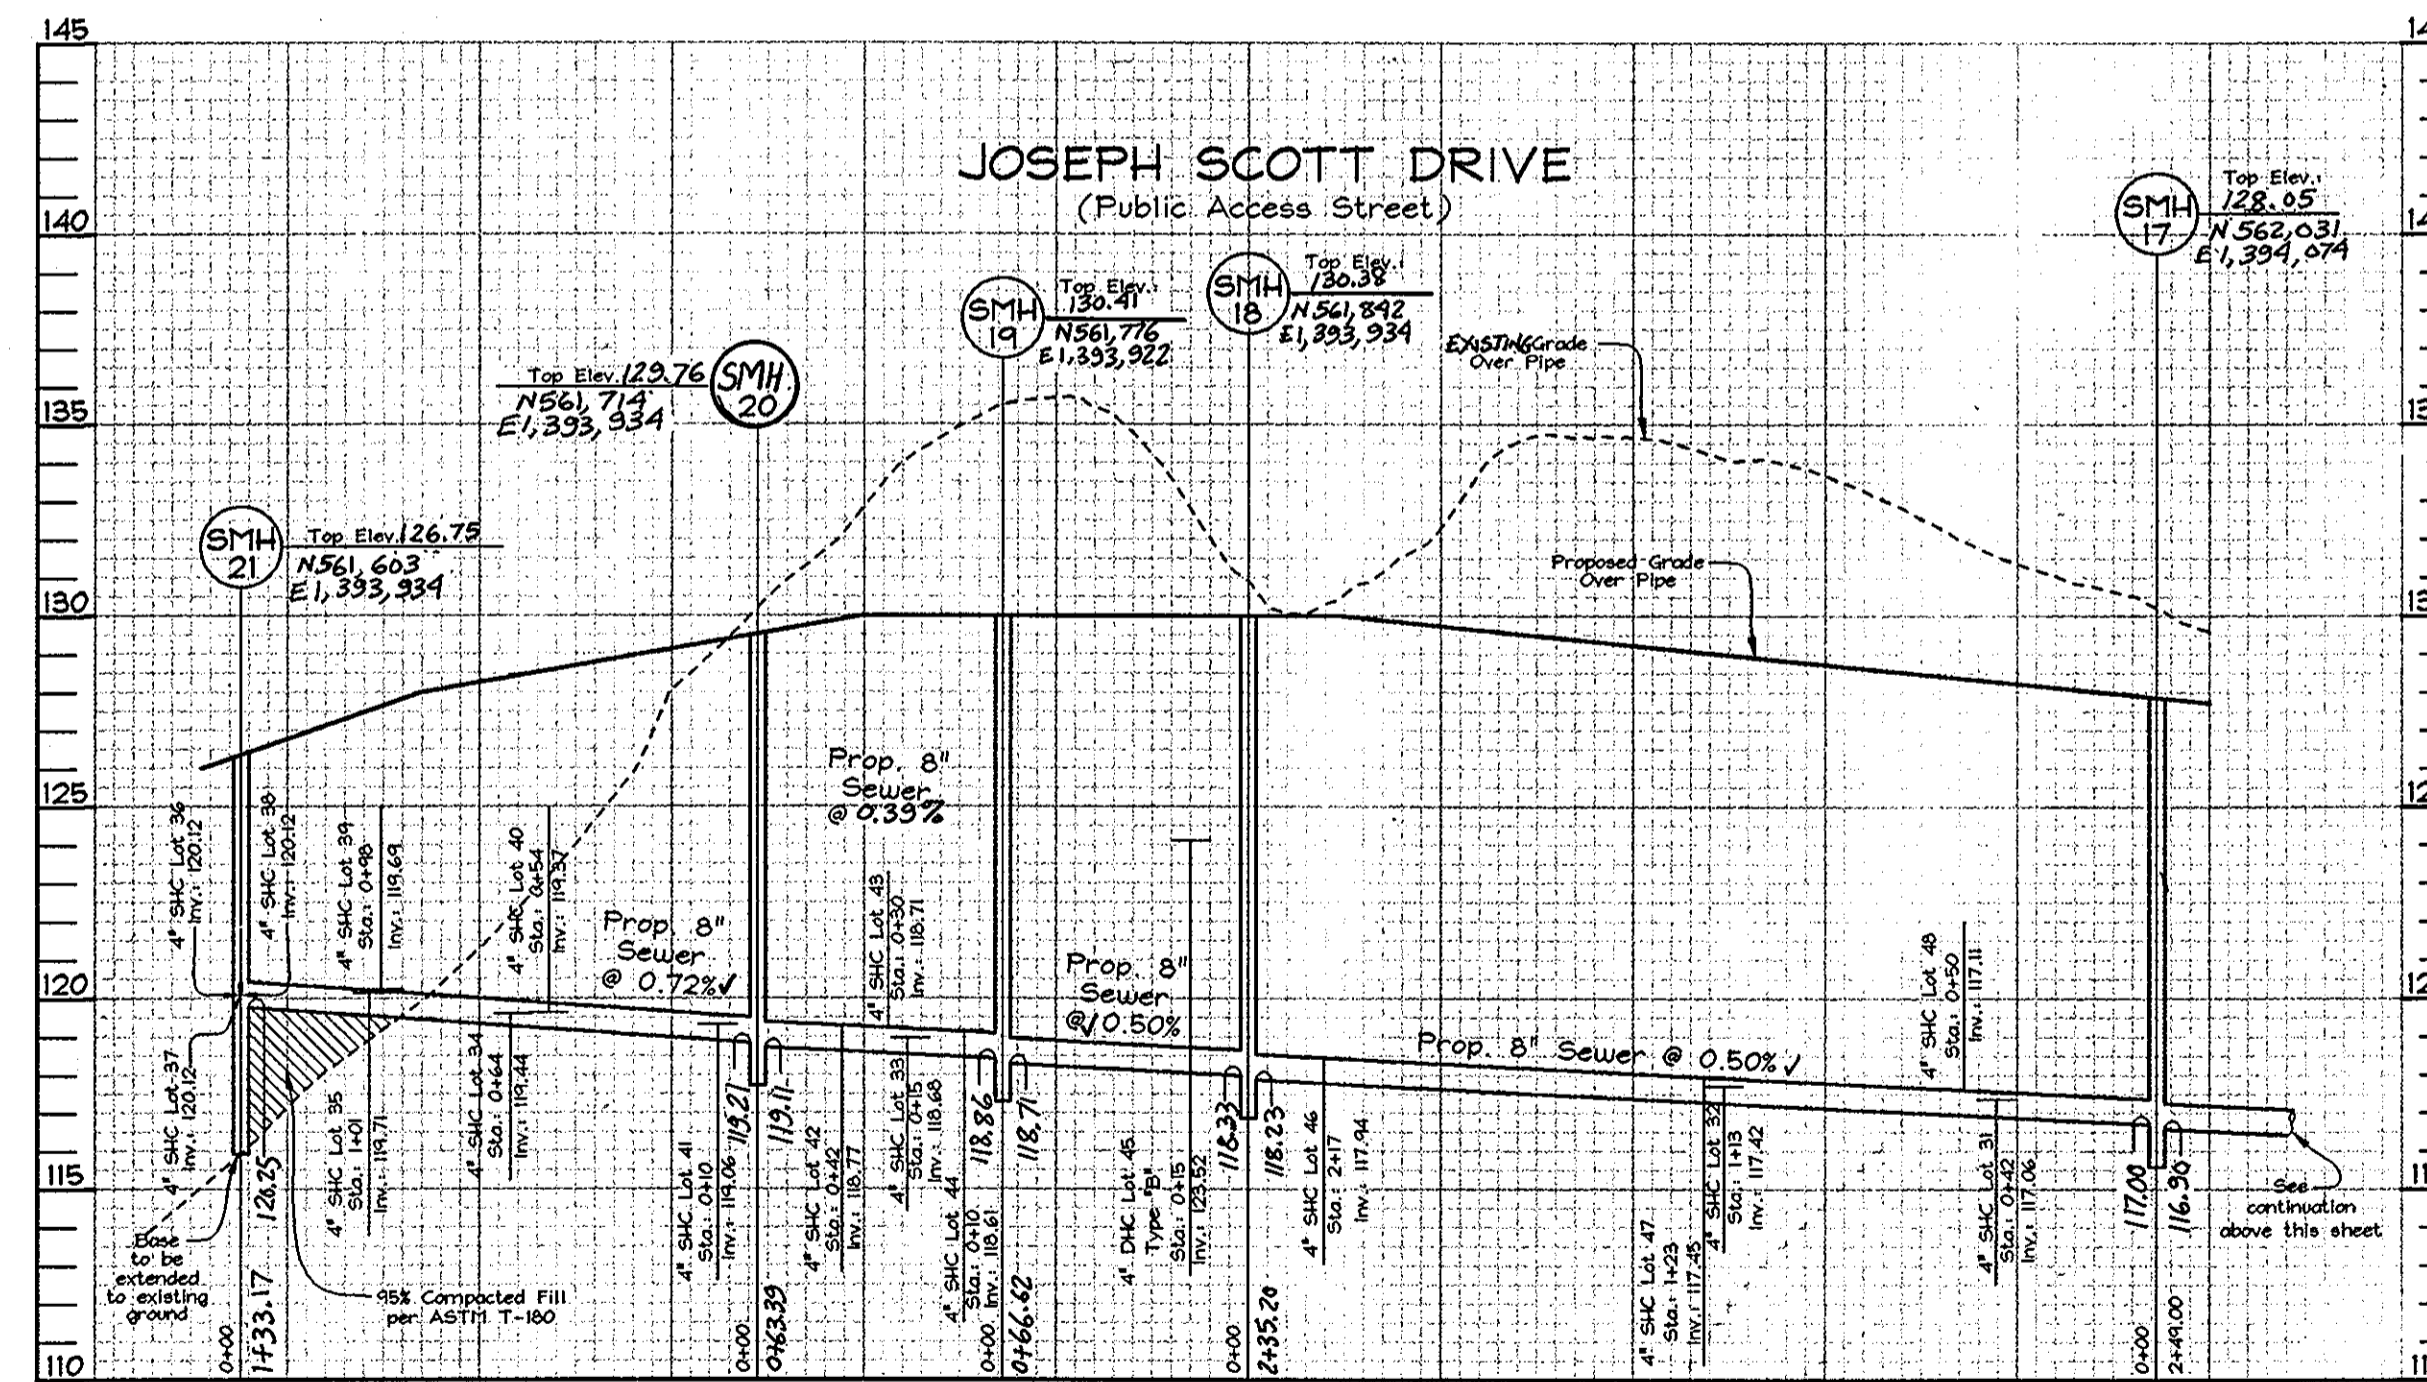 145
JOSEPH SCOTT DRIVE
(Public Access Street)
140
SMH
17
Top Elev.:
128.05
N 562,031
E 1,394,074
SMH
19
Top Elev.:
130.41
N561,776
E1,393,922
SMH
18
Top Elev.:
130.38
N561,842
E1,393,934
EXISTING Grade
Over Pipe
Top Elev. 129.76
N561,714
E1,393,934
SMH
20
135
SMH
21
Top Elev. 126.75
N561,603
E1,393,934
Proposed Grade
Over Pipe
130
125
Prop. 8"
Sewer
@ 0.39%
4" SHC Lot 36
Inv.: 120.12
4" SHC Lot 38
Inv.: 120.12
4" SHC Lot 39
Sta.: 0+98
Inv.: 119.69
4" SHC Lot 40
Sta.: 0+54
Inv.: 119.37
Prop. 8"
Sewer
@ 0.72% ✓
4" SHC Lot 43
Sta.: 0+30
Inv.: 118.71
Prop. 8"
Sewer
@ ✓ 0.50%
Prop. 8" Sewer @ 0.50% ✓
4" SHC Lot 48
Sta.: 0+50
Inv.: 117.11
120
4" SHC Lot 37
Inv.: 120.12
4" SHC Lot 35
Sta.: 1+01
Inv.: 119.71
4" SHC Lot 34
Sta.: 0+64
Inv.: 119.44
4" SHC Lot 41
Sta.: 0+10
Inv.: 119.06
119.21
119.11
4" SHC Lot 42
Sta.: 0+42
Inv.: 118.77
4" SHC Lot 33
Sta.: 0+15
Inv.: 118.68
4" SHC Lot 44
Sta.: 0+10
Inv.: 118.61
118.86
118.71
4" DHC Lot 45
Type "B"
Sta.: 0+15
Inv.: 123.52
118.33
118.23
4" SHC Lot 46
Sta.: 2+17
Inv.: 117.94
4" SHC Lot 47
Sta.: 1+23
Inv.: 117.45
4" SHC Lot 32
Sta.: 1+13
Inv.: 117.42
4" SHC Lot 31
Sta.: 0+42
Inv.: 117.06
117.00
116.90
See
continuation
above this sheet
115
Base
to be
extended
to existing
ground
95% Compacted Fill
per ASTM T-180
110
0+00
1+33.17
0+00
0+63.39
0+00
0+66.62
0+00
2+35.20
0+00
2+49.00